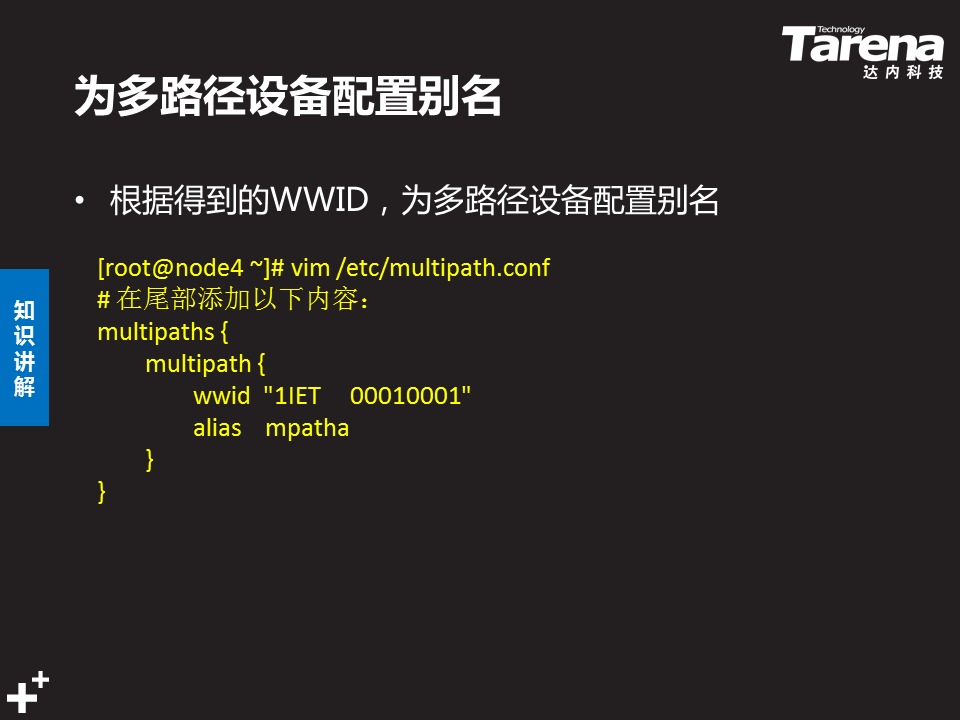 Technology
Tarena
达内科技
为多路径设备配置别名
• 根据得到的WWID，为多路径设备配置别名
[root@node4 ~]# vim /etc/multipath.conf
# 在尾部添加以下内容：
multipaths {
multipath {
wwid "1IET     00010001"
alias    mpatha
}
}
知识讲解